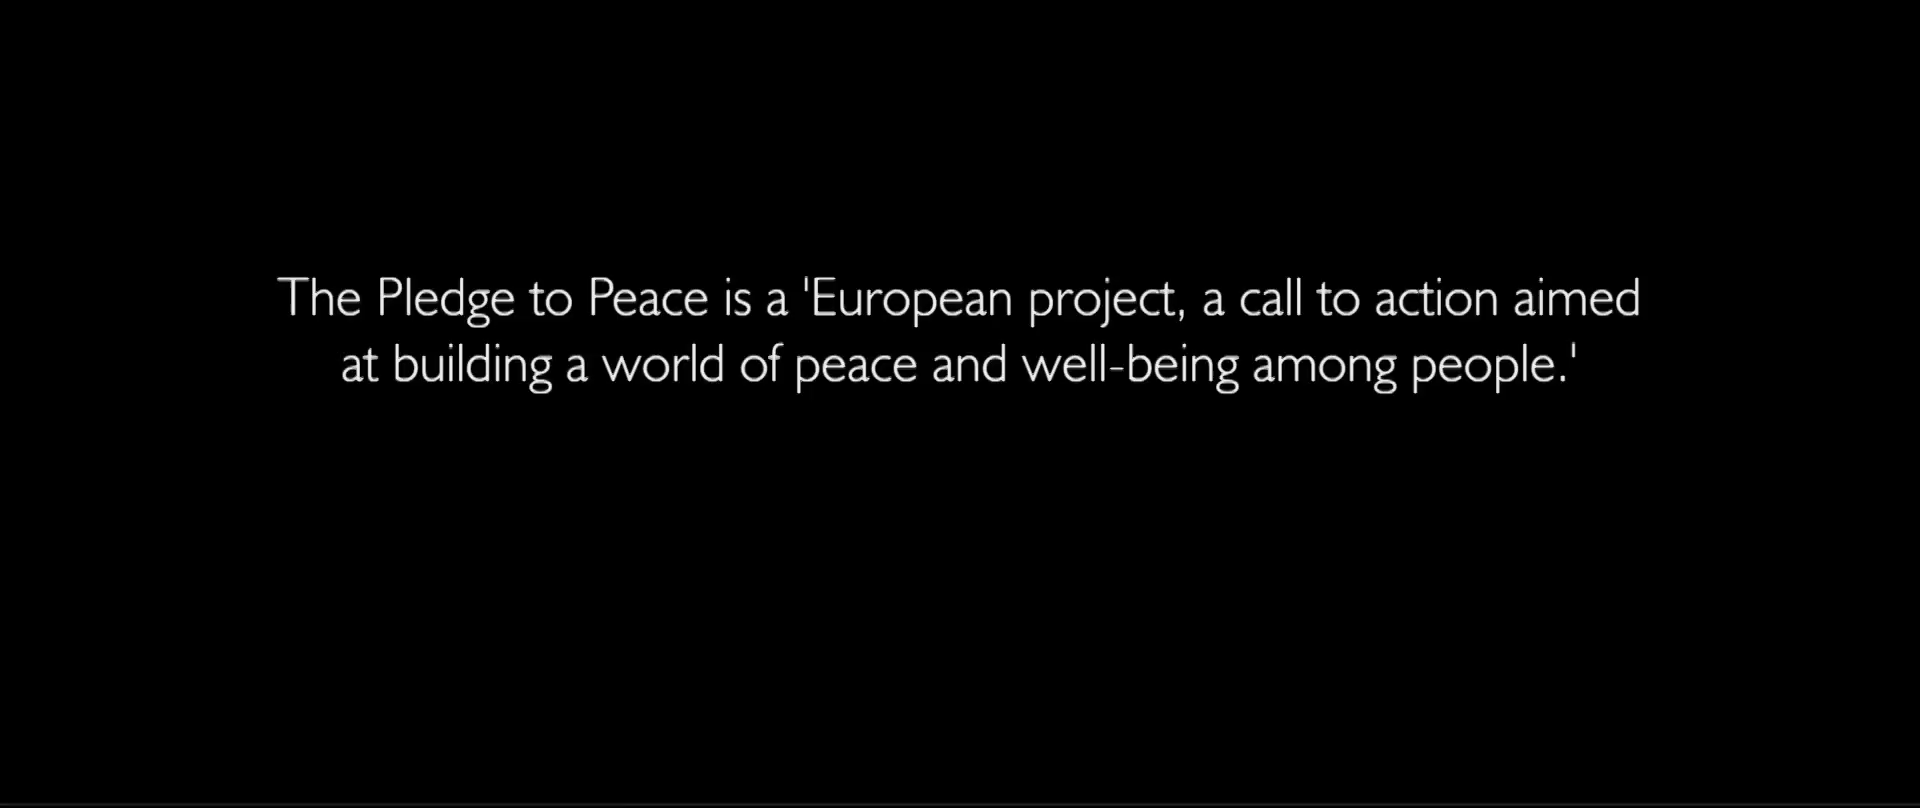 The Pledge to Peace is a 'European project, a call to action aimed
at building a world of peace and well-being among people.'